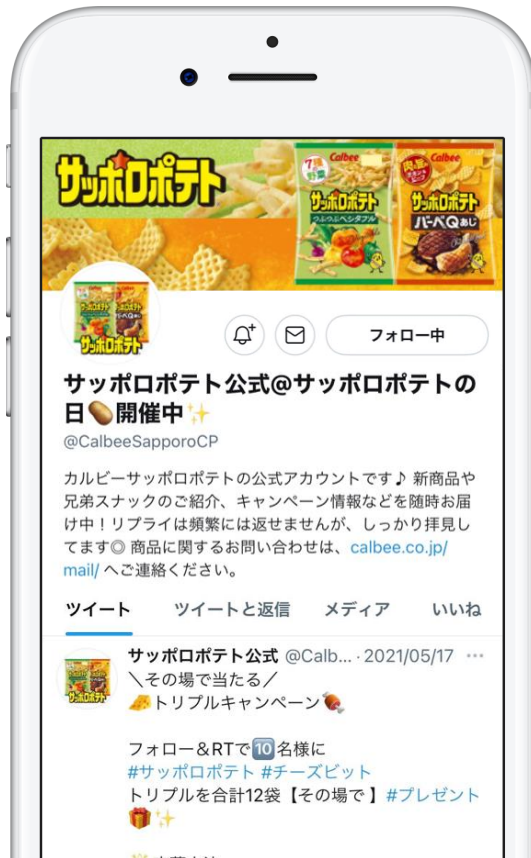 サッポロポテト
7種の野菜
Calbee
サッポロポテト
つぶつぶベジタブル
Calbee
サッポロポテト
バーベQあじ
サッポロポテト
フォロー中
サッポロポテト公式@サッポロポテトの
日🥔開催中✨
@CalbeeSapporoCP
カルビーサッポロポテトの公式アカウントです♪ 新商品や
兄弟スナックのご紹介、キャンペーン情報などを随時お届
け中！リプライは頻繁には返せませんが、しっかり拝見し
てます◎ 商品に関するお問い合わせは、calbee.co.jp/
mail/ へご連絡ください。
ツイート ツイートと返信 メディア いいね
サッポロポテト公式 @Calb... · 2021/05/17 ···
＼その場で当たる／
🧀トリプルキャンペーン🍖
フォロー＆RTで🔟名様に
#サッポロポテト #チーズビット
トリプルを合計12袋【その場で 】#プレゼント
🎁✨